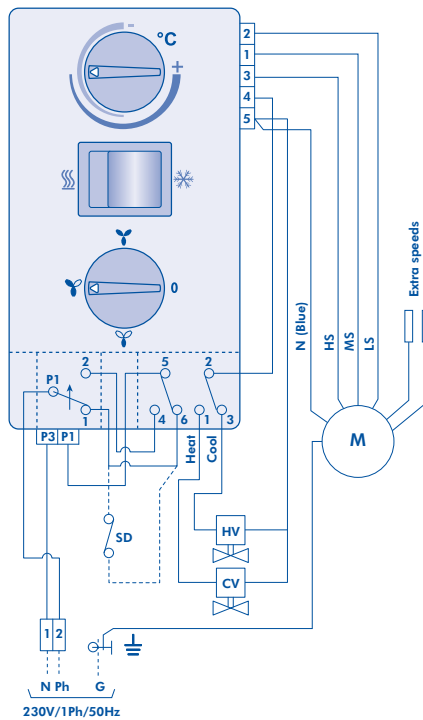 -
°C
+
2
1
3
4
5
0
Extra speeds
N (Blue)
HS
MS
LS
2
5
2
P1
1
4
6
1
3
P3
P1
Heat
Cool
M
SD
HV
CV
1
2
N Ph
G
230V/1Ph/50Hz